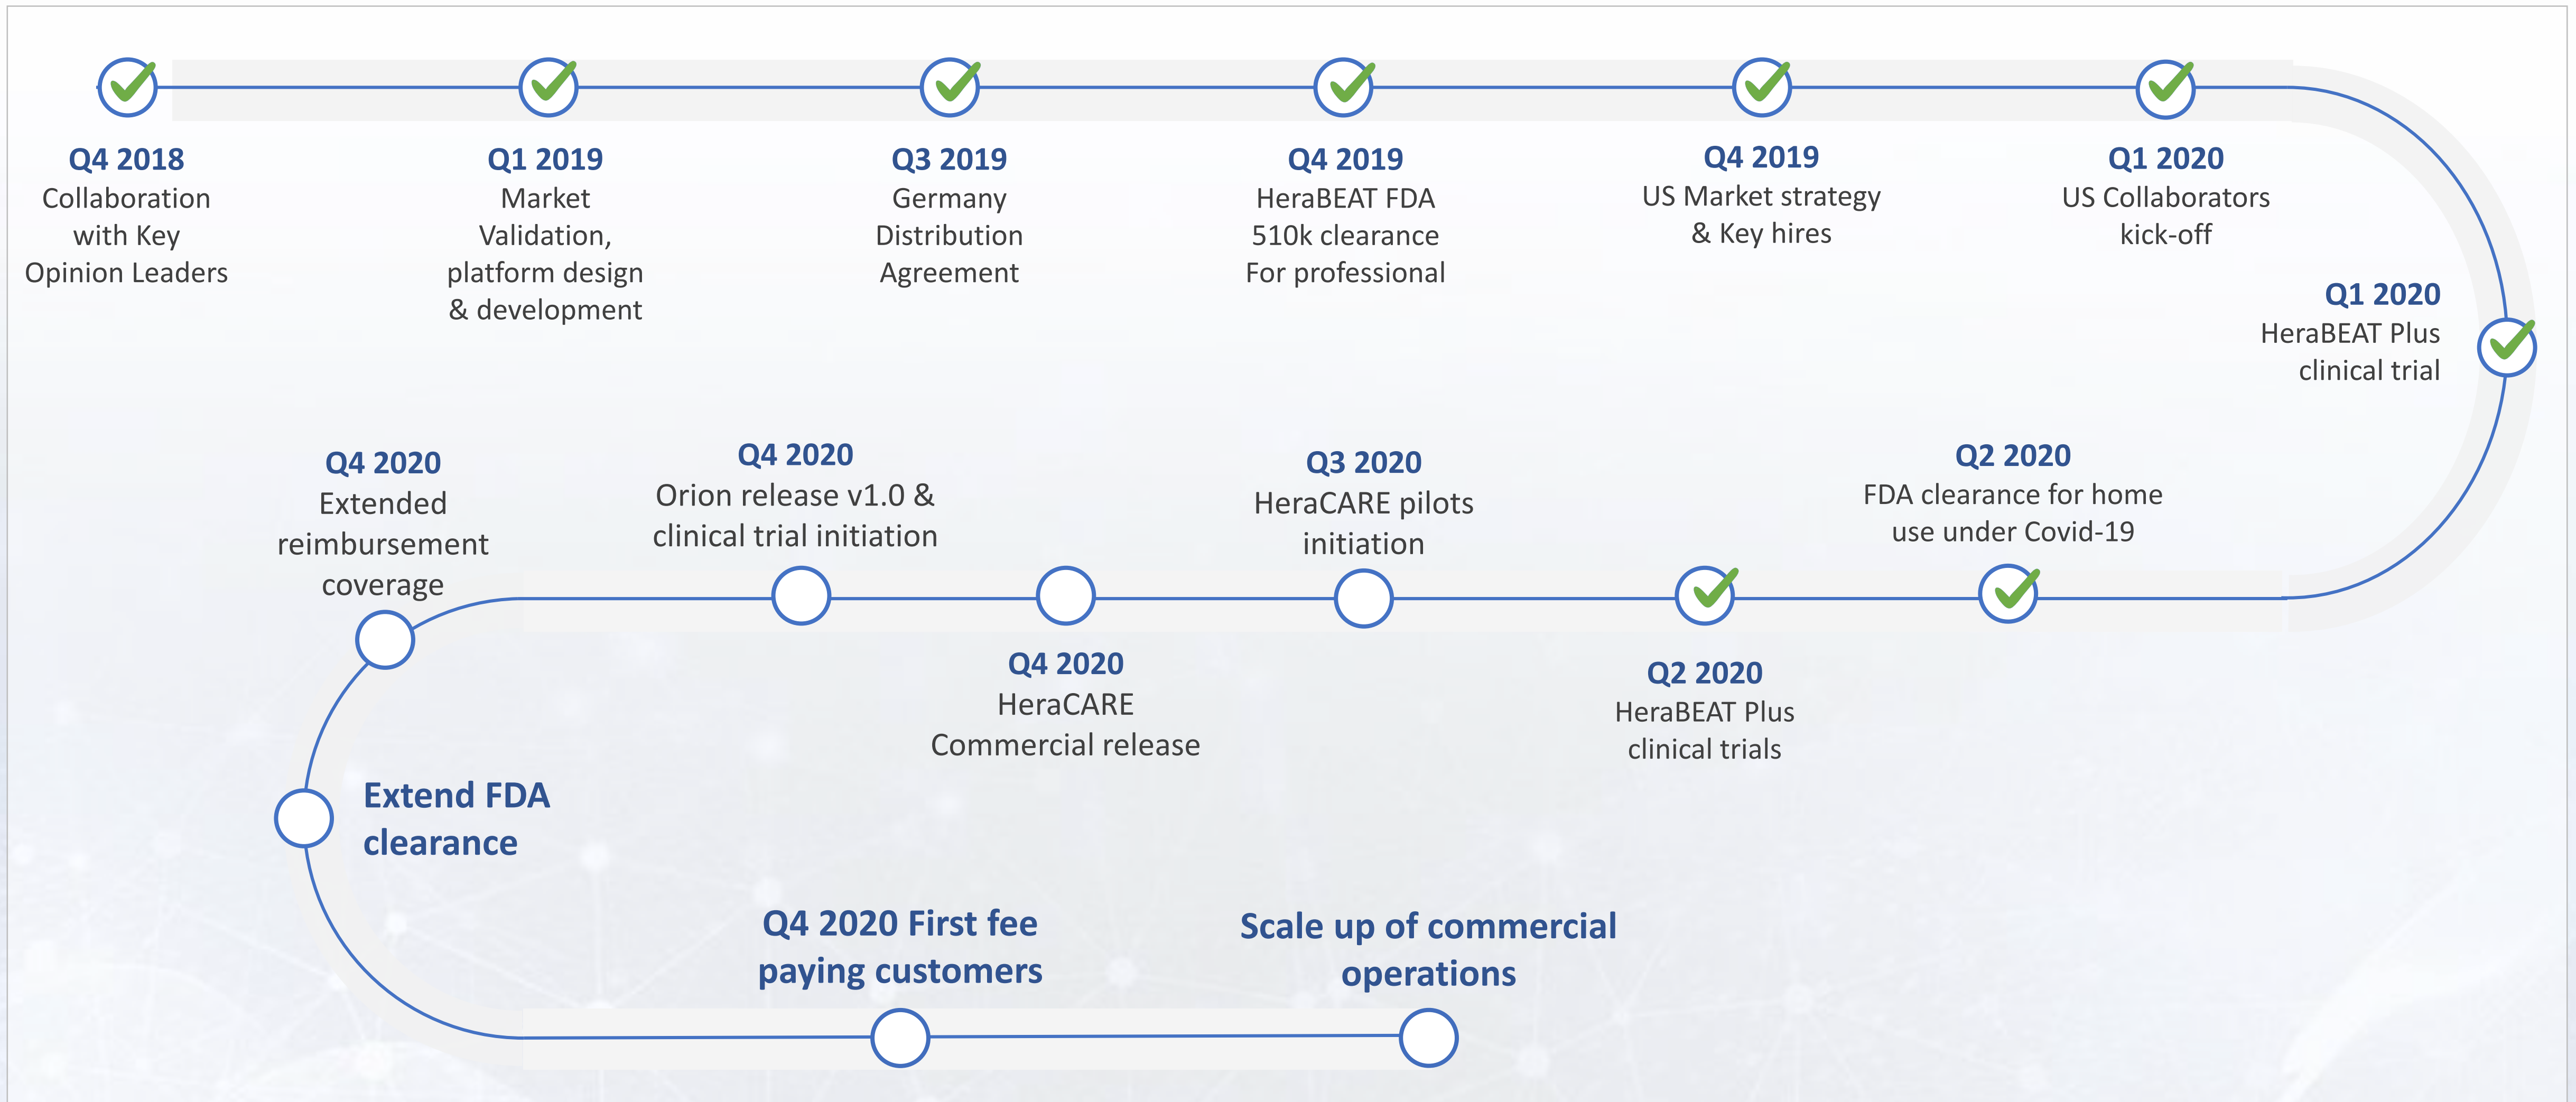 Q4 2018
Collaboration
with Key
Opinion Leaders
Q1 2019
Market
Validation,
platform design
& development
Q3 2019
Germany
Distribution
Agreement
Q4 2019
HeraBEAT FDA
510k clearance
For professional
Q4 2019
US Market strategy
& Key hires
Q1 2020
US Collaborators
kick-off
Q1 2020
HeraBEAT Plus
clinical trial
Q2 2020
FDA clearance for home
use under Covid-19
Q2 2020
HeraBEAT Plus
clinical trials
Q3 2020
HeraCARE pilots
initiation
Q4 2020
HeraCARE
Commercial release
Q4 2020
Orion release v1.0 &
clinical trial initiation
Q4 2020
Extended
reimbursement
coverage
Extend FDA
clearance
Q4 2020 First fee
paying customers
Scale up of commercial
operations